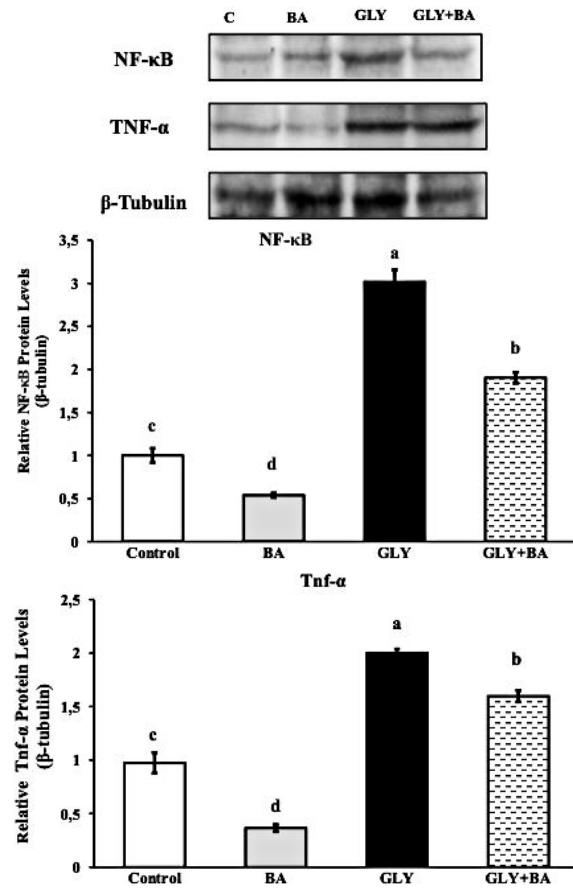 C BA GLY GLY+BA
NF-κB
TNF-α
β-Tubulin
NF-κB
Relative NF-κB Protein Levels
(β-tubulin)
3,5
3
2,5
2
1,5
1
0,5
0
c
d
a
b
Control BA GLY GLY+BA
Tnf-α
Relative Tnf-α Protein Levels
(β-tubulin)
2,5
2
1,5
1
0,5
0
c
d
a
b
Control BA GLY GLY+BA